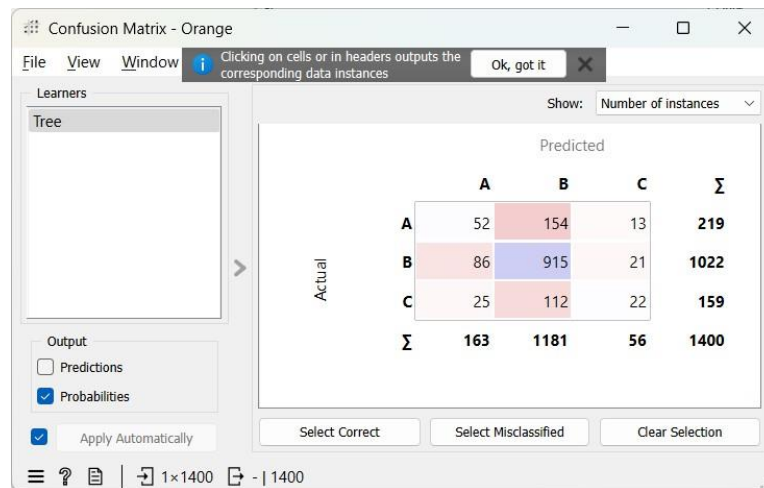 Confusion Matrix - Orange
File View Window
Clicking on cells or in headers outputs the
corresponding data instances
Ok, got it
Learners
Tree
Show: Number of instances
Predicted
A B C ∑
A 52 154 13 219
Actual
B 86 915 21 1022
C 25 112 22 159
∑ 163 1181 56 1400
Output
Predictions
Probabilities
Apply Automatically
Select Correct Select Misclassified Clear Selection
1×1400 - | 1400